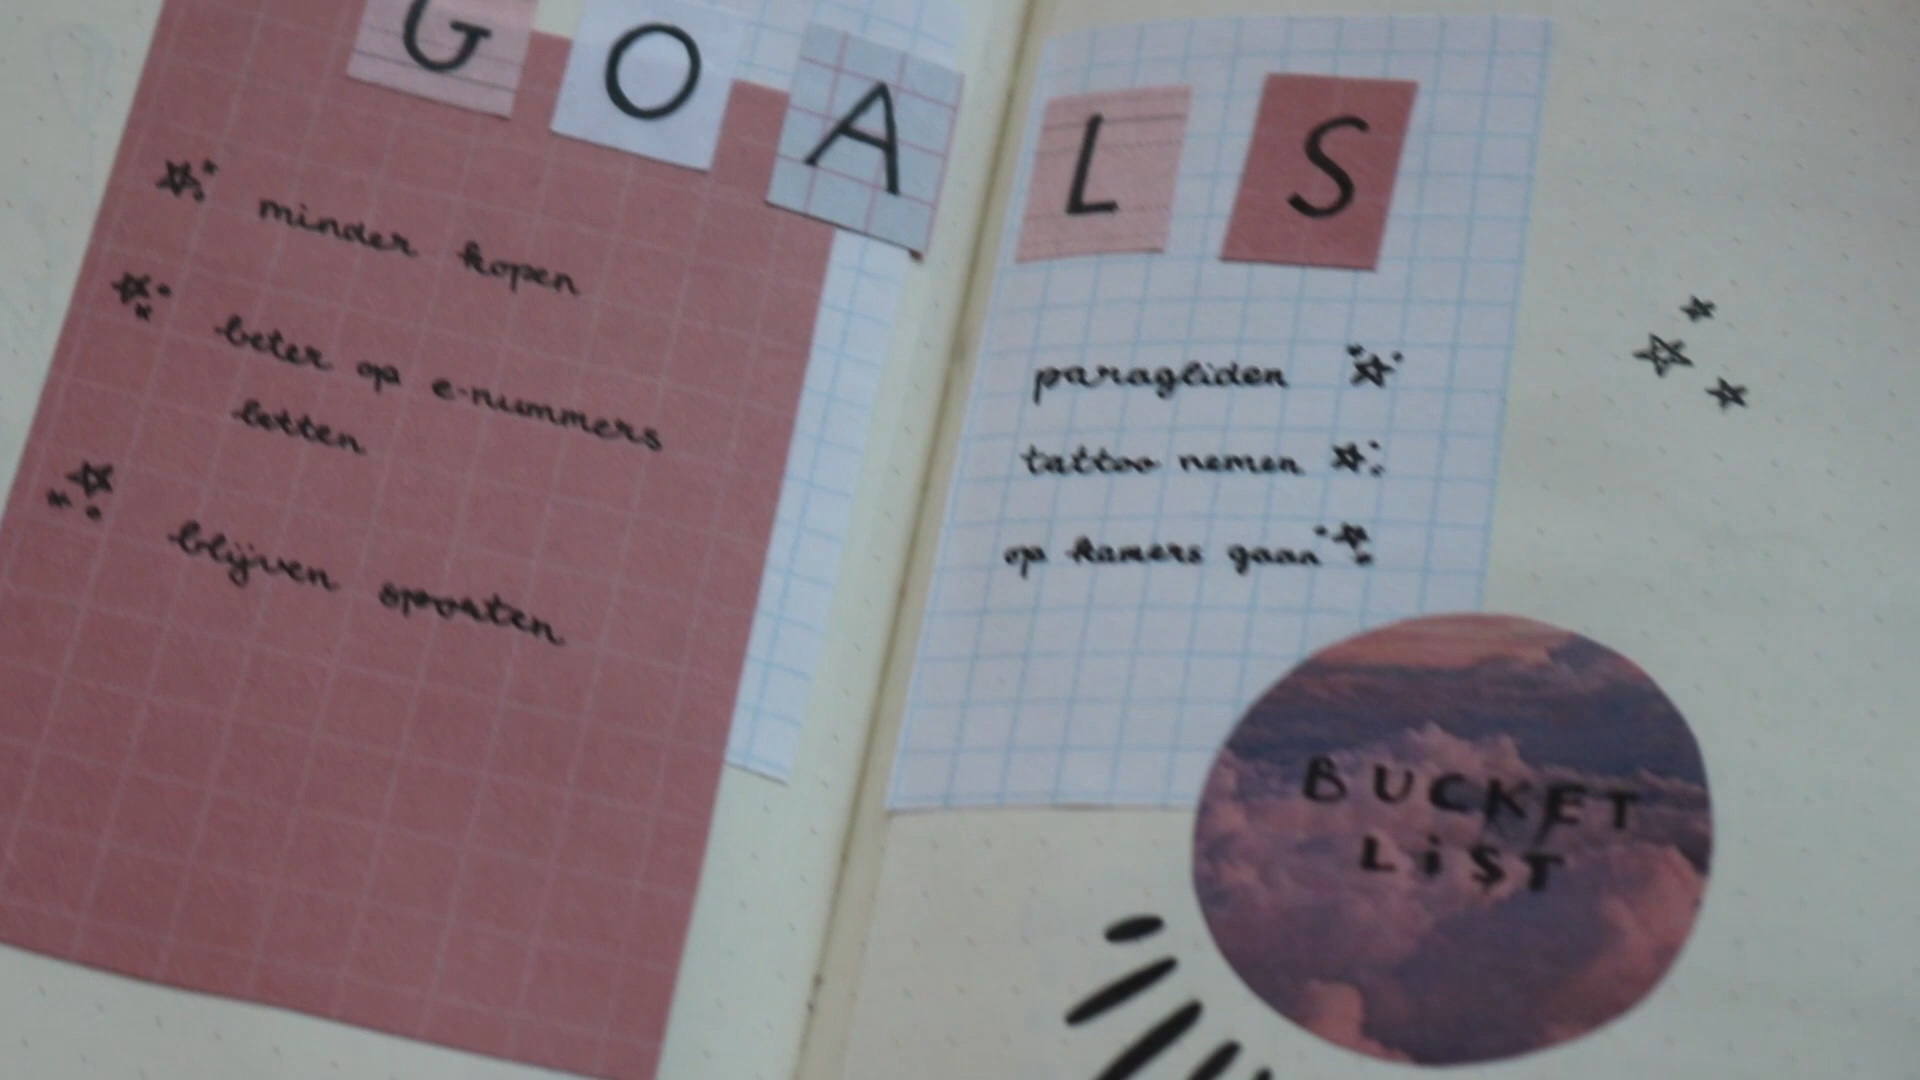 GOALS
minder kopen
beter op e-nummers
letten
blijven sporten
paragliden
tattoo nemen
op kamers gaan
BUCKET
LiST